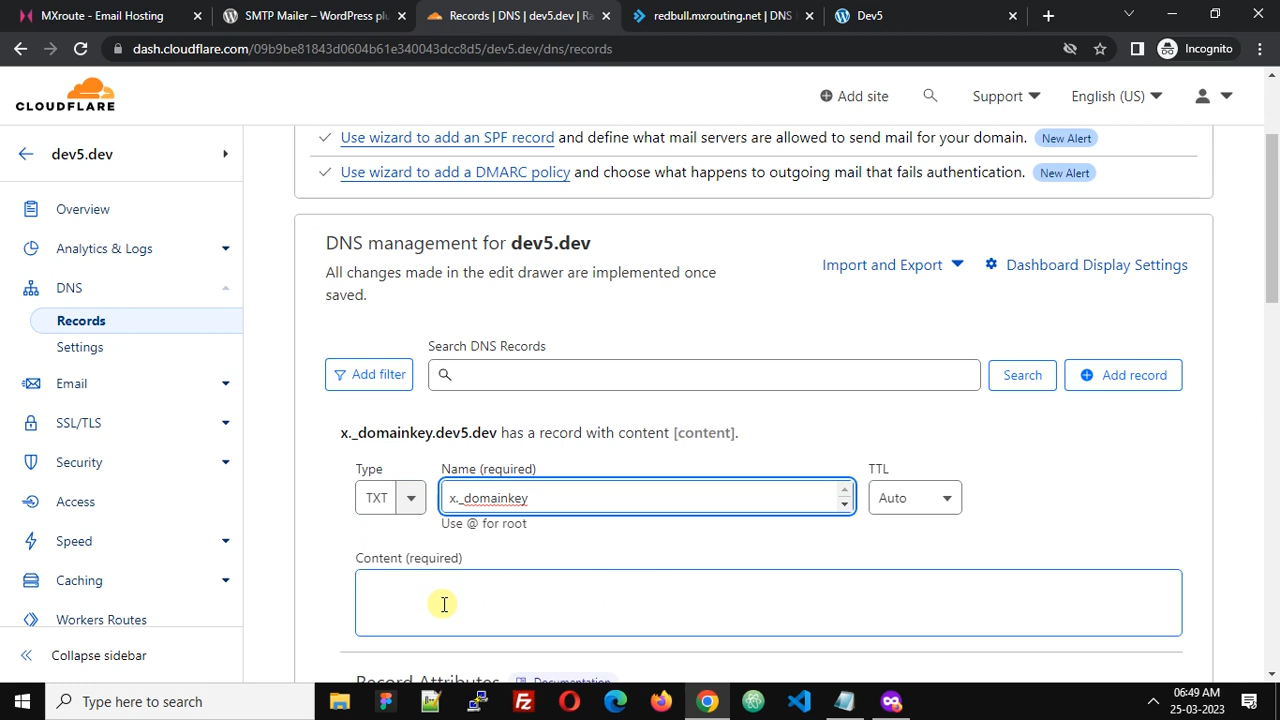 MXroute - Email Hosting
SMTP Mailer – WordPress plu
Records | DNS | dev5.dev | Ra
redbull.mxrouting.net | DNS
Dev5
dash.cloudflare.com/09b9be81843d0604b61e340043dcc8d5/dev5.dev/dns/records
Incognito
CLOUDFLARE
Add site
Support
English (US)
dev5.dev
Overview
Analytics & Logs
DNS
Records
Settings
Email
SSL/TLS
Security
Access
Speed
Caching
Workers Routes
Collapse sidebar
Use wizard to add an SPF record and define what mail servers are allowed to send mail for your domain. New Alert
Use wizard to add a DMARC policy and choose what happens to outgoing mail that fails authentication. New Alert
DNS management for dev5.dev
All changes made in the edit drawer are implemented once
saved.
Import and Export
Dashboard Display Settings
Search DNS Records
Add filter
Search
Add record
x._domainkey.dev5.dev has a record with content [content].
Type
Name (required)
TTL
TXT
x._domainkey
Auto
Use @ for root
Content (required)
Record Attributes
Documentation
Type here to search
06:49 AM
25-03-2023